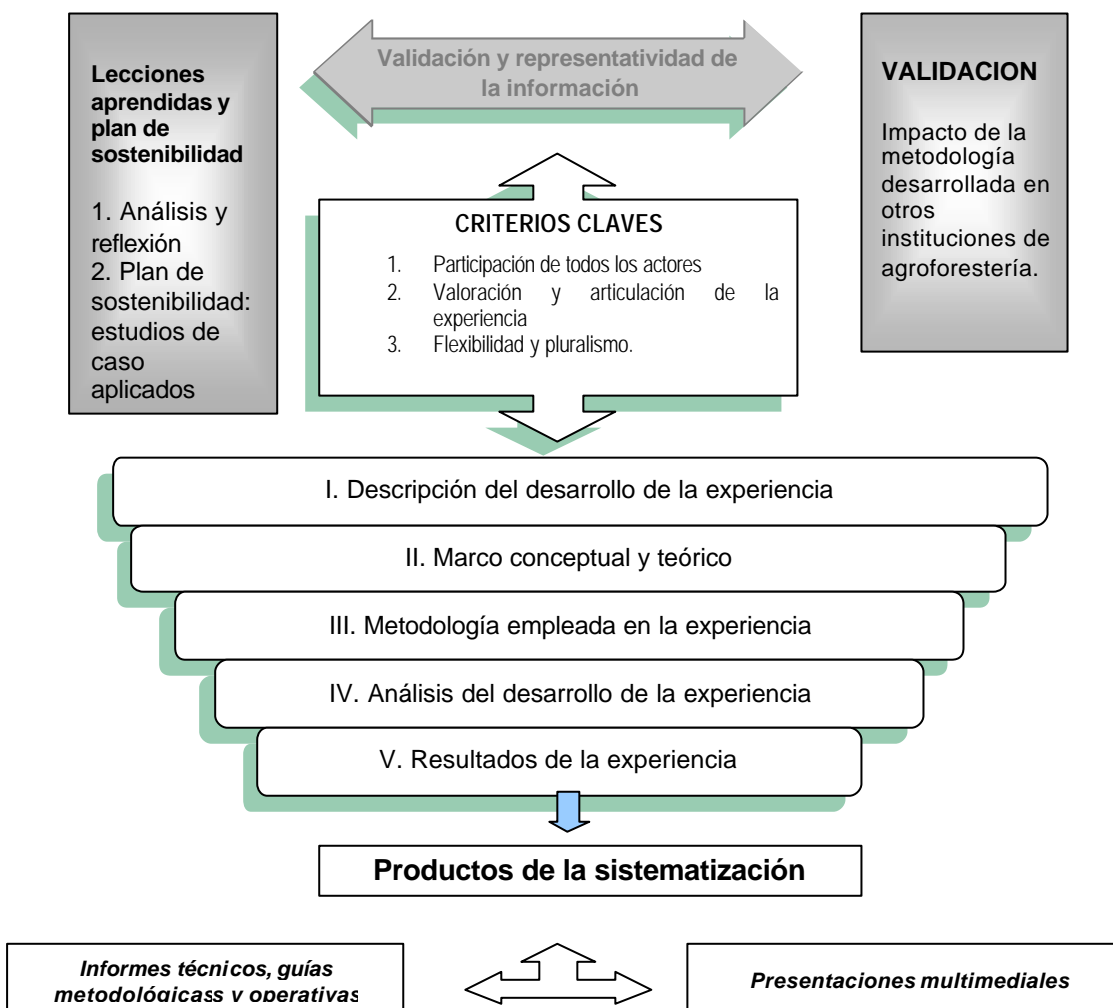 Lecciones
aprendidas y
plan de
sostenibilidad
1. Análisis y
reflexión
2. Plan de
sostenibilidad:
estudios de
caso
aplicados
Validación y representatividad de
la información
VALIDACION
Impacto de la
metodología
desarrollada en
otros
instituciones de
agroforestería.
CRITERIOS CLAVES
1. Participación de todos los actores
2. Valoración y articulación de la
experiencia
3. Flexibilidad y pluralismo.
I. Descripción del desarrollo de la experiencia
II. Marco conceptual y teórico
III. Metodología empleada en la experiencia
IV. Análisis del desarrollo de la experiencia
V. Resultados de la experiencia
Productos de la sistematización
Informes técnicos, guías
metodológicass y operativas
Presentaciones multimediales